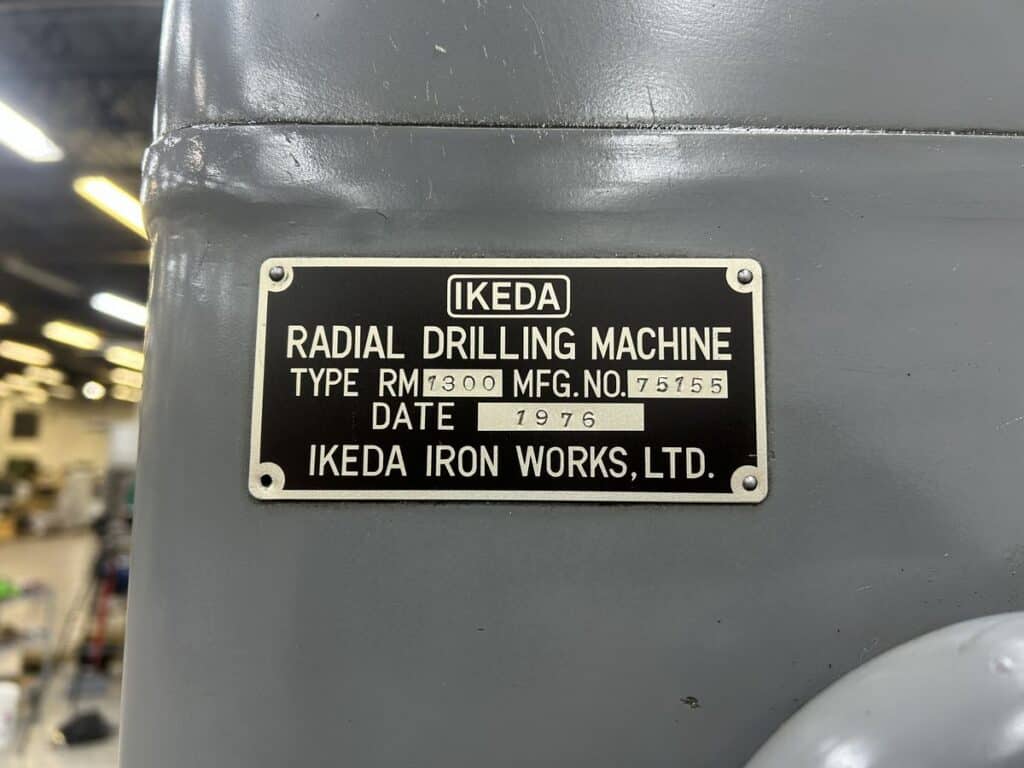 IKEDA
RADIAL DRILLING MACHINE
TYPE RM 1300 MFG.NO. 75155
DATE 1976
IKEDA IRON WORKS, LTD.